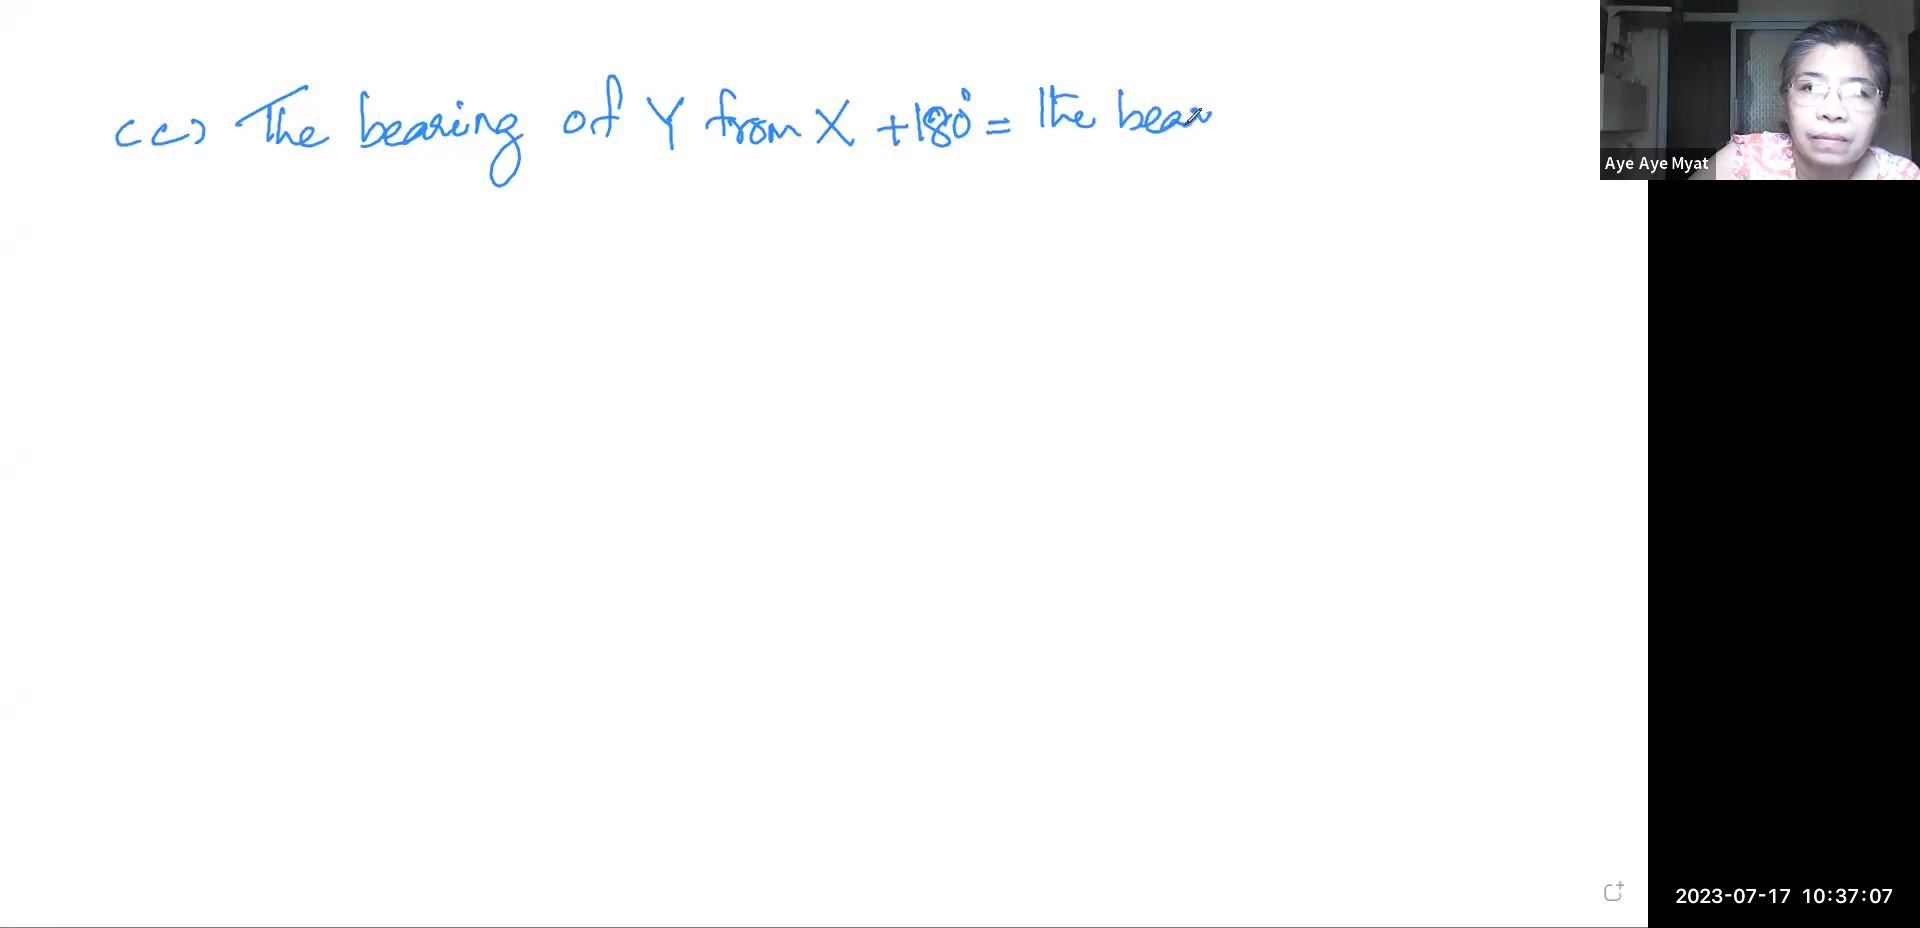 (c) The bearing of Y from X +180° = the bear
Aye Aye Myat
2023-07-17 10:37:07